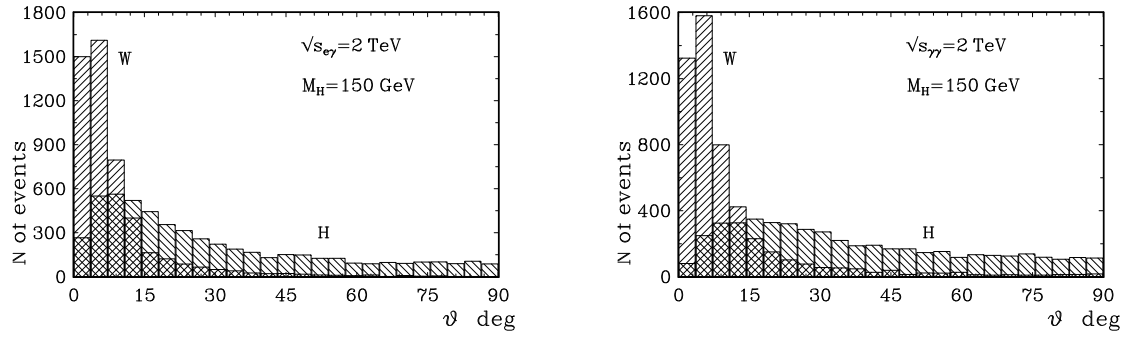 1800
1500
1200
900
600
300
0
N of events
W
√s_eγ=2 TeV
M_H=150 GeV
H
0 15 30 45 60 75 90
ϑ deg
1600
1200
800
400
0
N of events
W
√s_γγ=2 TeV
M_H=150 GeV
H
0 15 30 45 60 75 90
ϑ deg